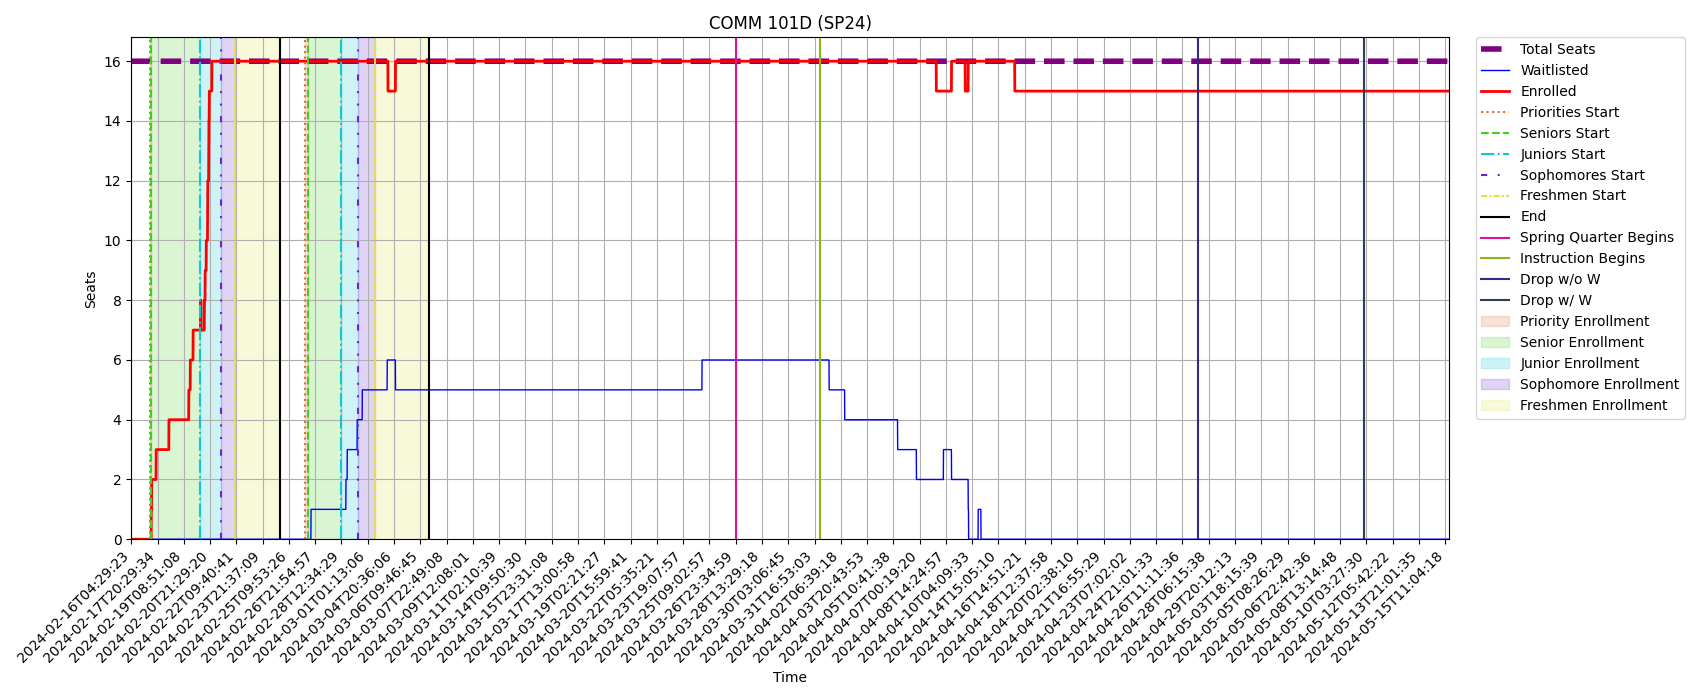 COMM 101D (SP24)
16
14
12
10
8
6
4
2
0
Seats
2024-02-16T04:29:23
2024-02-17T20:29:34
2024-02-19T08:51:08
2024-02-20T21:29:20
2024-02-22T09:40:41
2024-02-23T21:37:09
2024-02-25T09:53:26
2024-02-26T21:54:57
2024-02-28T12:34:29
2024-03-01T01:13:06
2024-03-04T20:36:06
2024-03-06T09:46:45
2024-03-07T22:49:08
2024-03-09T12:08:01
2024-03-11T02:10:39
2024-03-14T09:50:30
2024-03-15T23:31:08
2024-03-17T13:00:58
2024-03-19T02:21:27
2024-03-20T15:59:41
2024-03-22T05:35:21
2024-03-23T19:07:57
2024-03-25T09:02:57
2024-03-26T23:34:59
2024-03-28T13:29:18
2024-03-30T03:06:45
2024-03-31T16:53:03
2024-04-02T06:39:18
2024-04-03T20:43:53
2024-04-05T10:41:38
2024-04-07T00:19:20
2024-04-08T14:24:57
2024-04-10T04:09:33
2024-04-14T15:05:10
2024-04-16T14:51:21
2024-04-18T12:37:58
2024-04-20T02:38:10
2024-04-21T16:55:29
2024-04-23T07:02:02
2024-04-24T21:01:33
2024-04-26T11:11:36
2024-04-28T06:15:38
2024-04-29T20:12:13
2024-05-03T18:15:39
2024-05-05T08:26:29
2024-05-06T22:42:36
2024-05-08T13:14:48
2024-05-10T03:27:30
2024-05-12T05:42:22
2024-05-13T21:01:35
2024-05-15T11:04:18
Time
Total Seats
Waitlisted
Enrolled
Priorities Start
Seniors Start
Juniors Start
Sophomores Start
Freshmen Start
End
Spring Quarter Begins
Instruction Begins
Drop w/o W
Drop w/ W
Priority Enrollment
Senior Enrollment
Junior Enrollment
Sophomore Enrollment
Freshmen Enrollment